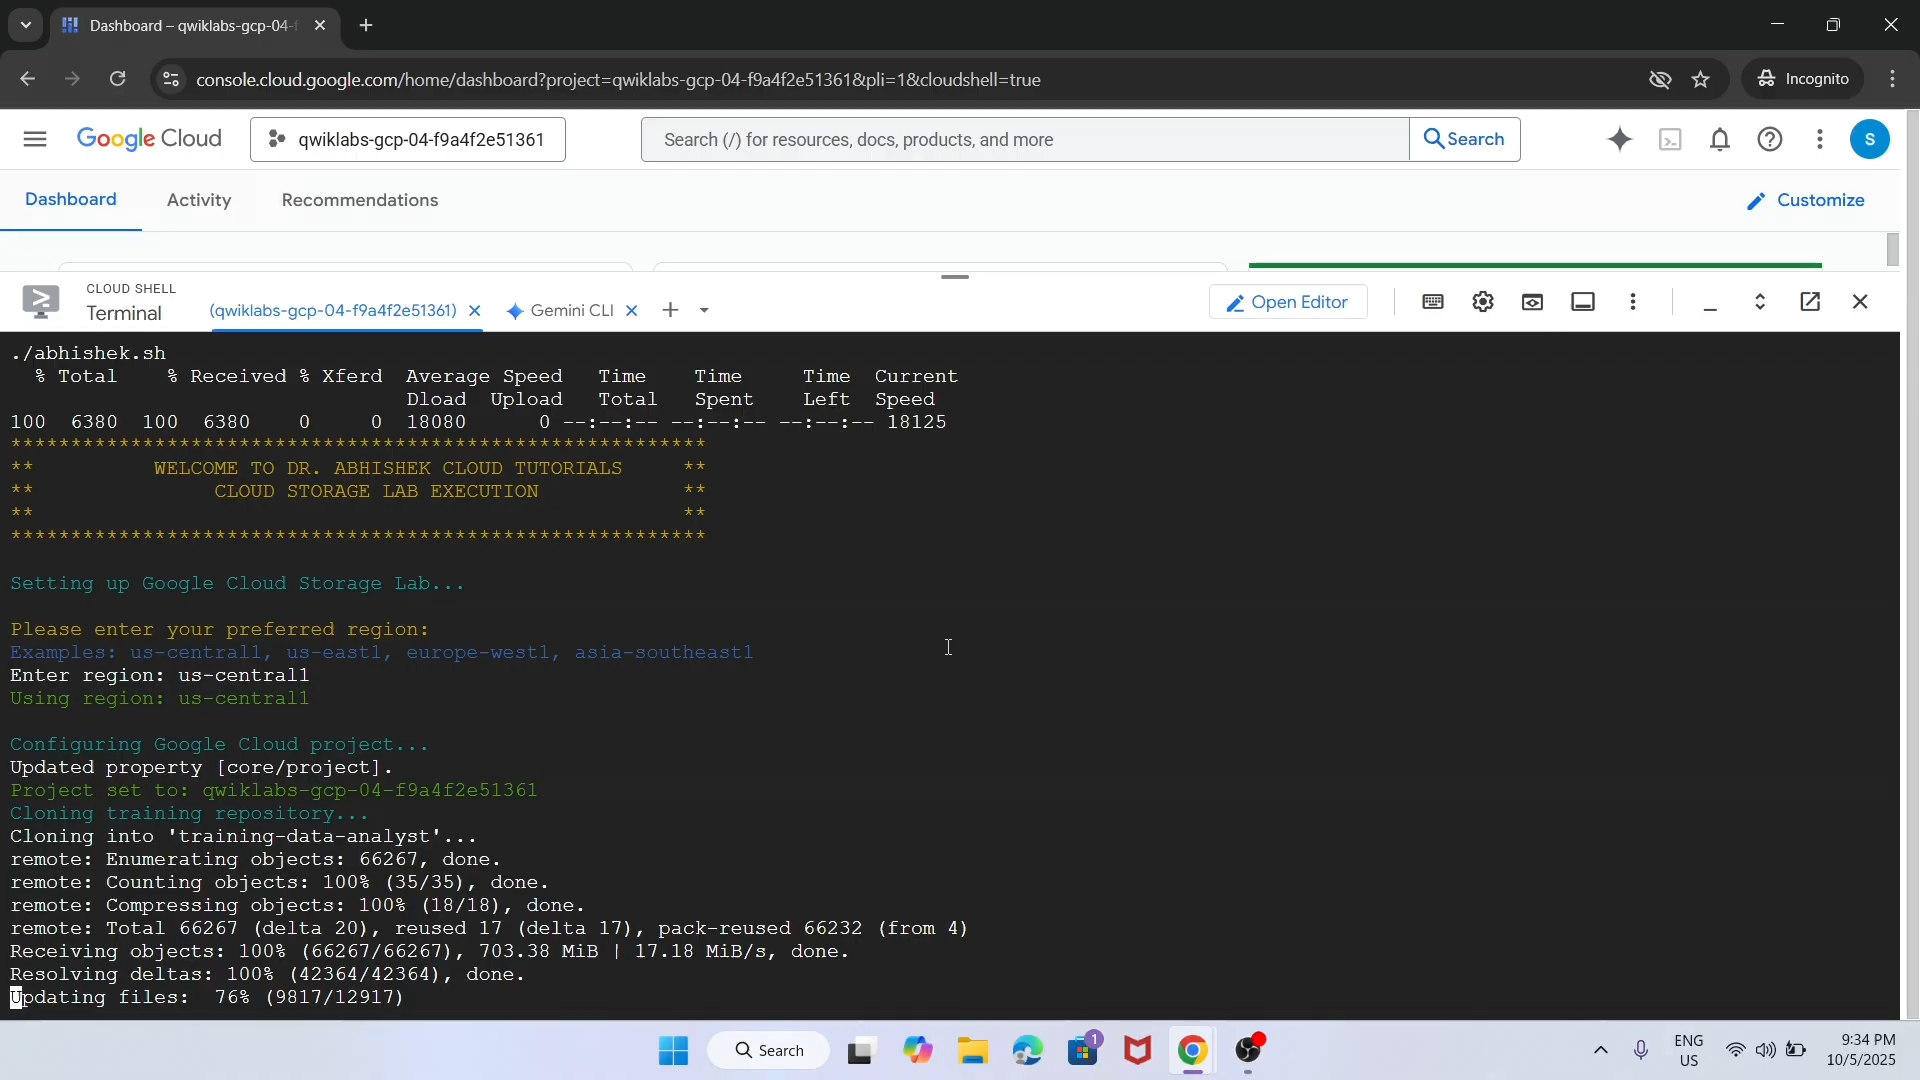 Dashboard – qwiklabs-gcp-04-f
console.cloud.google.com/home/dashboard?project=qwiklabs-gcp-04-f9a4f2e51361&pli=1&cloudshell=true
Incognito
Google Cloud
qwiklabs-gcp-04-f9a4f2e51361
Search (/) for resources, docs, products, and more
Search
S
Dashboard
Activity
Recommendations
Customize
CLOUD SHELL
Terminal
(qwiklabs-gcp-04-f9a4f2e51361)
Gemini CLI
Open Editor
./abhishek.sh
% Total % Received % Xferd Average Speed Time Time Time Current
Dload Upload Total Spent Left Speed
100 6380 100 6380 0 0 18080 0 --:--:-- --:--:-- --:--:-- 18125
**********************************************************
** WELCOME TO DR. ABHISHEK CLOUD TUTORIALS **
** CLOUD STORAGE LAB EXECUTION **
** **
**********************************************************
Setting up Google Cloud Storage Lab...
Please enter your preferred region:
Examples: us-central1, us-east1, europe-west1, asia-southeast1
Enter region: us-central1
Using region: us-central1
Configuring Google Cloud project...
Updated property [core/project].
Project set to: qwiklabs-gcp-04-f9a4f2e51361
Cloning training repository...
Cloning into 'training-data-analyst'...
remote: Enumerating objects: 66267, done.
remote: Counting objects: 100% (35/35), done.
remote: Compressing objects: 100% (18/18), done.
remote: Total 66267 (delta 20), reused 17 (delta 17), pack-reused 66232 (from 4)
Receiving objects: 100% (66267/66267), 703.38 MiB | 17.18 MiB/s, done.
Resolving deltas: 100% (42364/42364), done.
Updating files: 76% (9817/12917)
Search
1
ENG
US
9:34 PM
10/5/2025